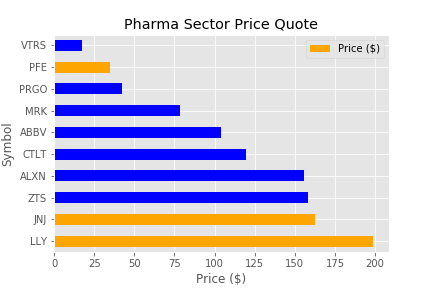 Pharma Sector Price Quote
Price ($)
Symbol
VTRS
PFE
PRGO
MRK
ABBV
CTLT
ALXN
ZTS
JNJ
LLY
0 25 50 75 100 125 150 175 200
Price ($)